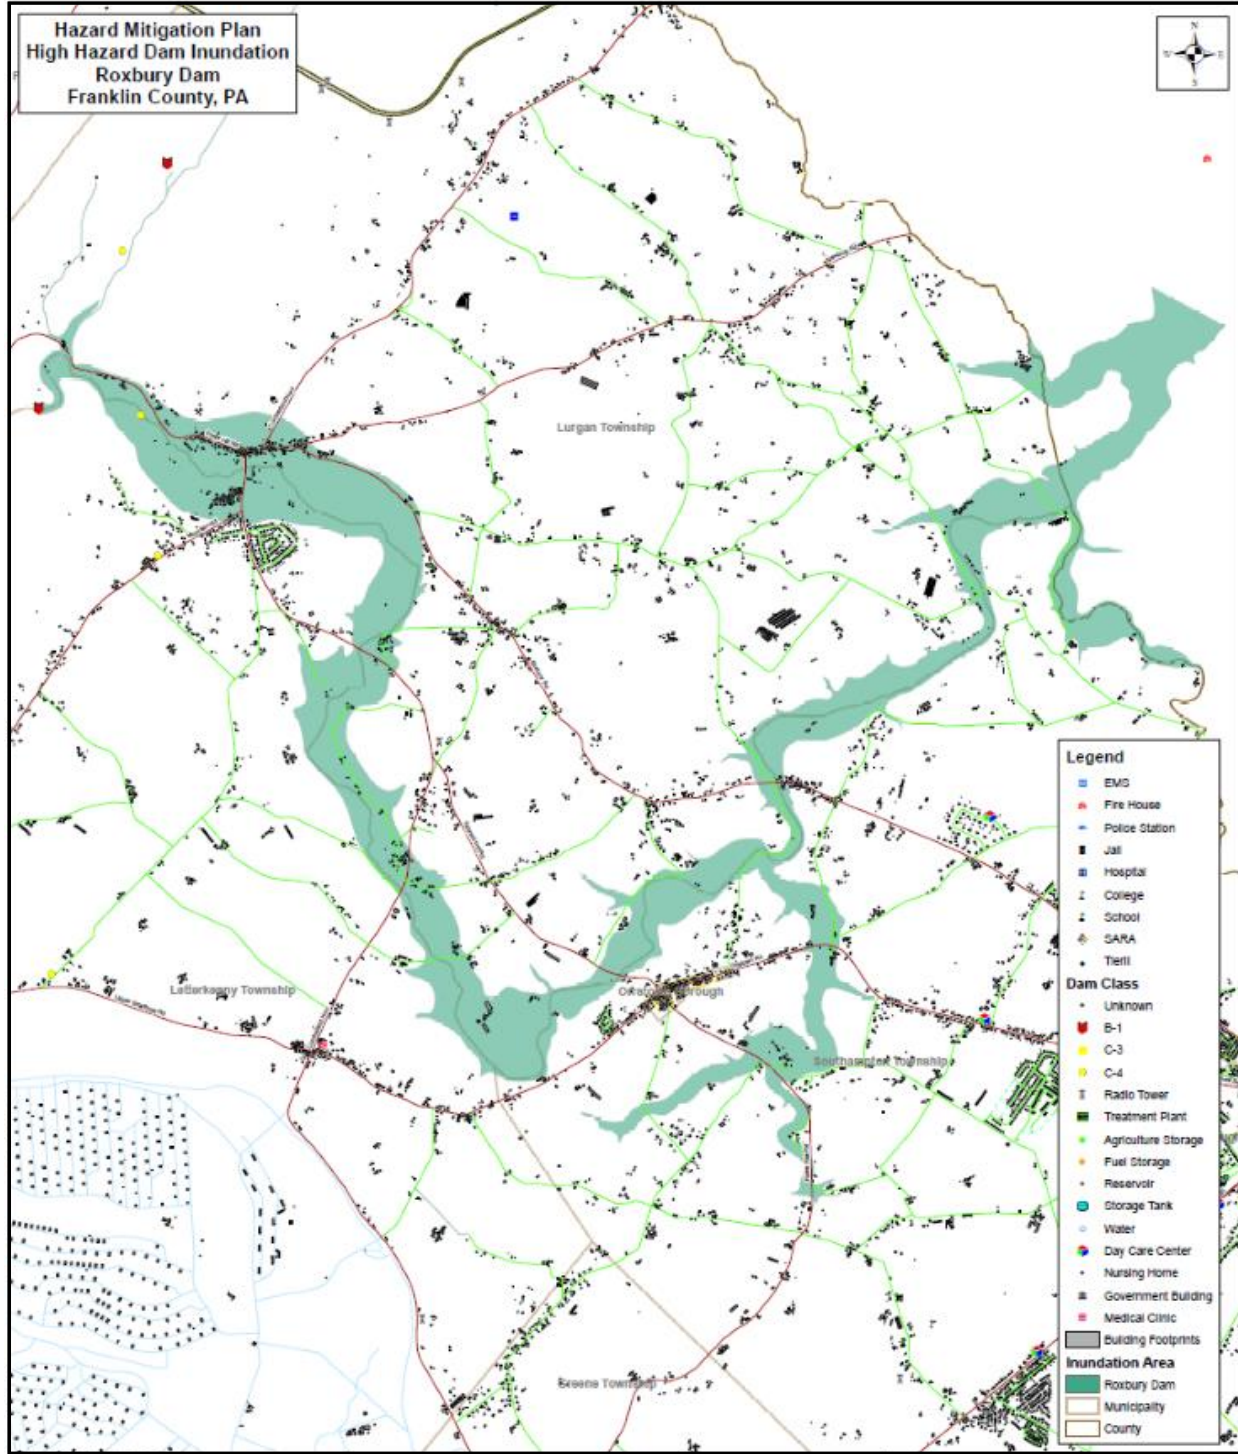 Hazard Mitigation Plan
High Hazard Dam Inundation
Roxbury Dam
Franklin County, PA
N
W
E
S
Lurgan Township
Letterkenny Township
Southampton Township
Greene Township
Legend
EMS
Fire House
Police Station
Jail
Hospital
College
School
SARA
TierII
Dam Class
Unknown
B-1
C-3
C-4
Radio Tower
Treatment Plant
Agriculture Storage
Fuel Storage
Reservoir
Storage Tank
Water
Day Care Center
Nursing Home
Government Building
Medical Clinic
Building Footprints
Inundation Area
Roxbury Dam
Municipality
County